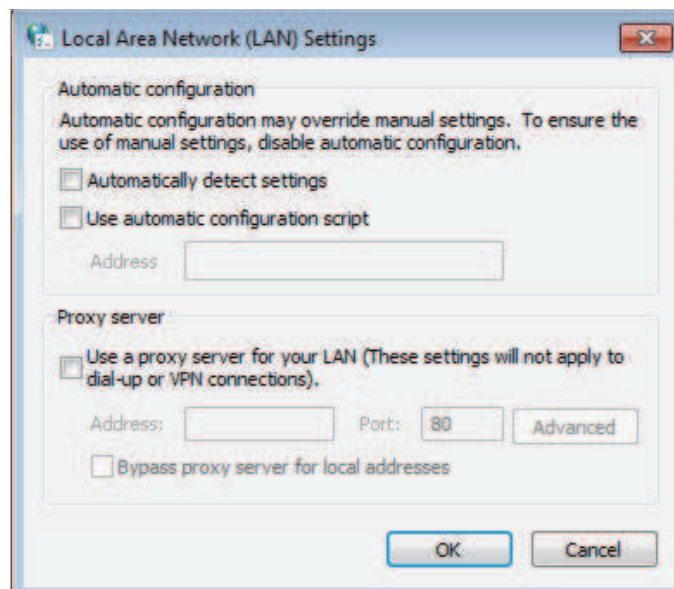 Local Area Network (LAN) Settings
Automatic configuration
Automatic configuration may override manual settings. To ensure the
use of manual settings, disable automatic configuration.
Automatically detect settings
Use automatic configuration script
Address
Proxy server
Use a proxy server for your LAN (These settings will not apply to
dial-up or VPN connections).
Address:
Port:
80
Advanced
Bypass proxy server for local addresses
OK
Cancel